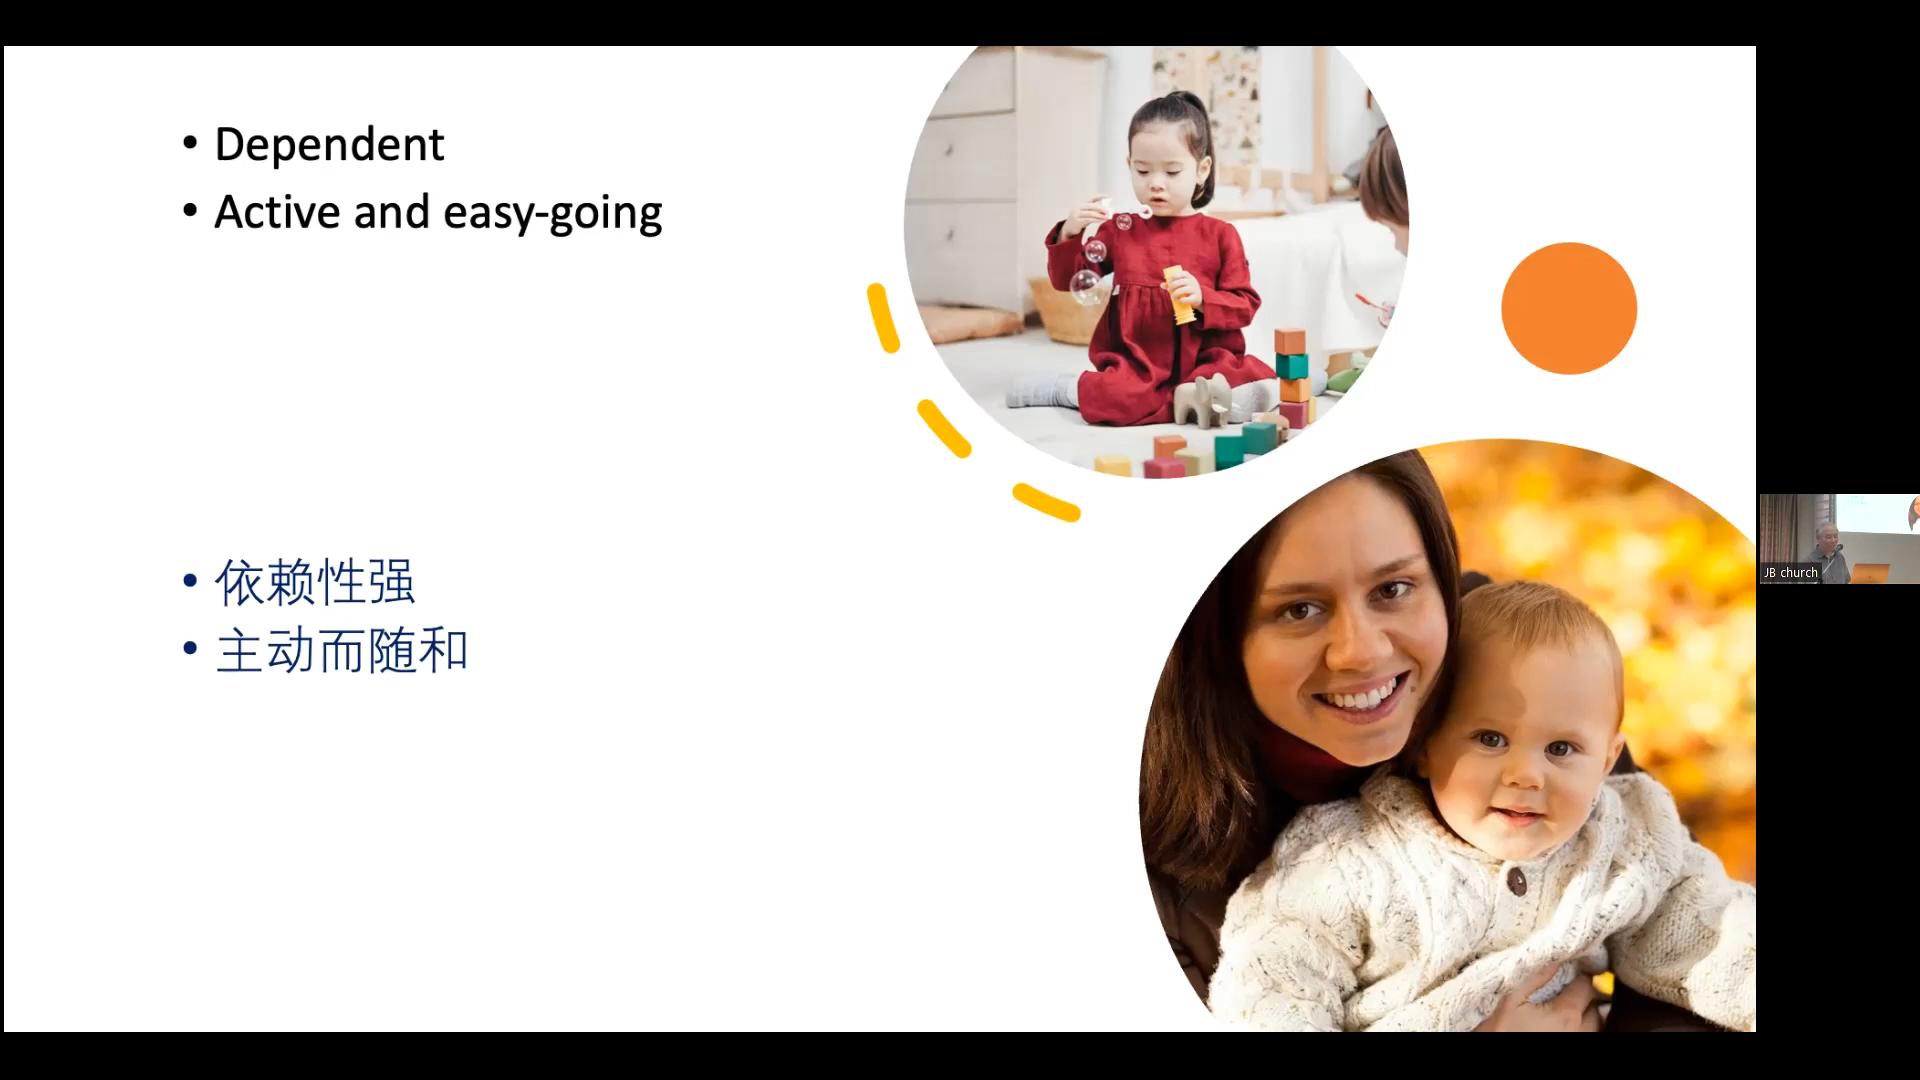 • Dependent
• Active and easy-going
• 依赖性强
• 主动而随和
JB church